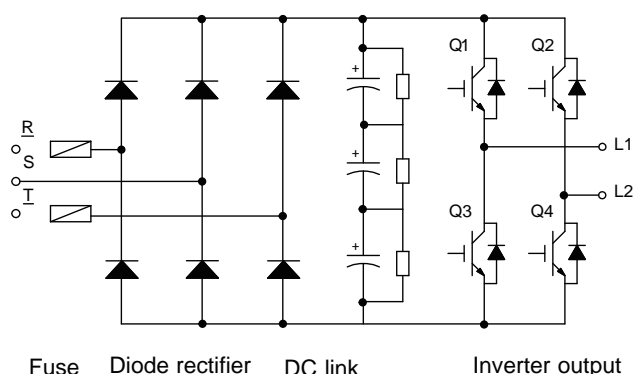 Q1
Q2
+
R
S
L1
+
T
L2
Q3
Q4
+
Fuse
Diode rectifier
DC link
Inverter output